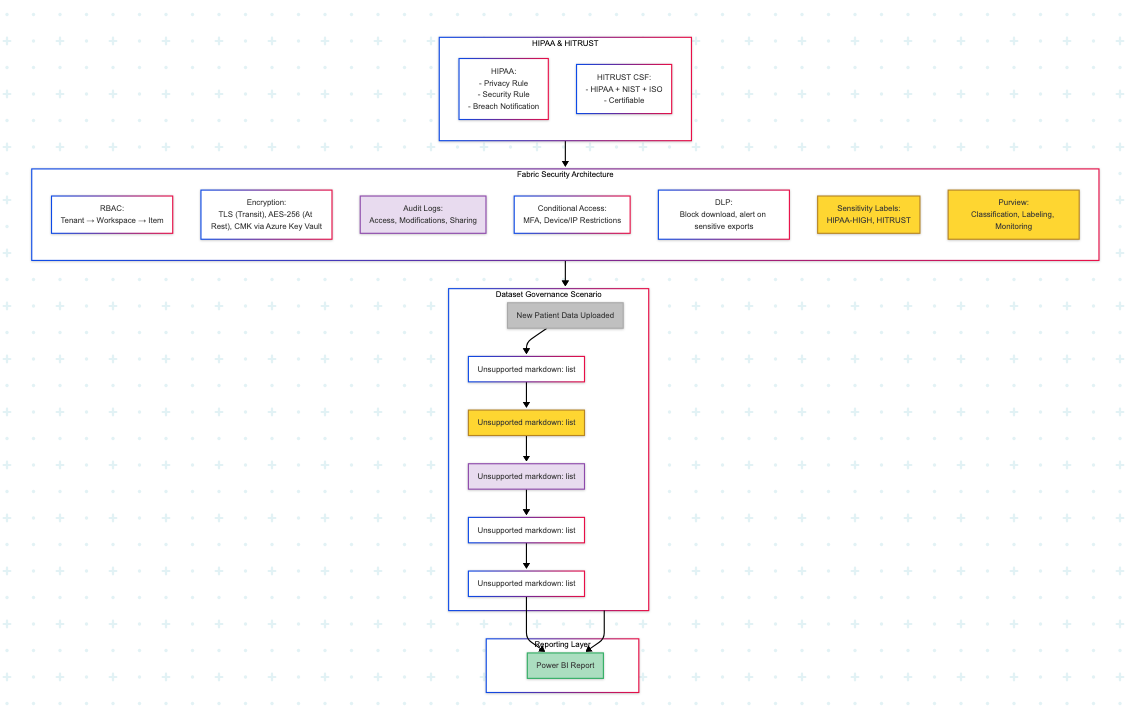 HIPAA & HITRUST
HIPAA:
- Privacy Rule
- Security Rule
- Breach Notification
HITRUST CSF:
- HIPAA + NIST + ISO
- Certifiable
Fabric Security Architecture
RBAC:
Tenant → Workspace → Item
Encryption:
TLS (Transit), AES-256 (At
Rest), CMK via Azure Key Vault
Audit Logs:
Access, Modifications, Sharing
Conditional Access:
MFA, Device/IP Restrictions
DLP:
Block download, alert on
sensitive exports
Sensitivity Labels:
HIPAA-HIGH, HITRUST
Purview:
Classification, Labeling,
Monitoring
Dataset Governance Scenario
New Patient Data Uploaded
Unsupported markdown: list
Unsupported markdown: list
Unsupported markdown: list
Unsupported markdown: list
Unsupported markdown: list
Reporting Layer
Power BI Report